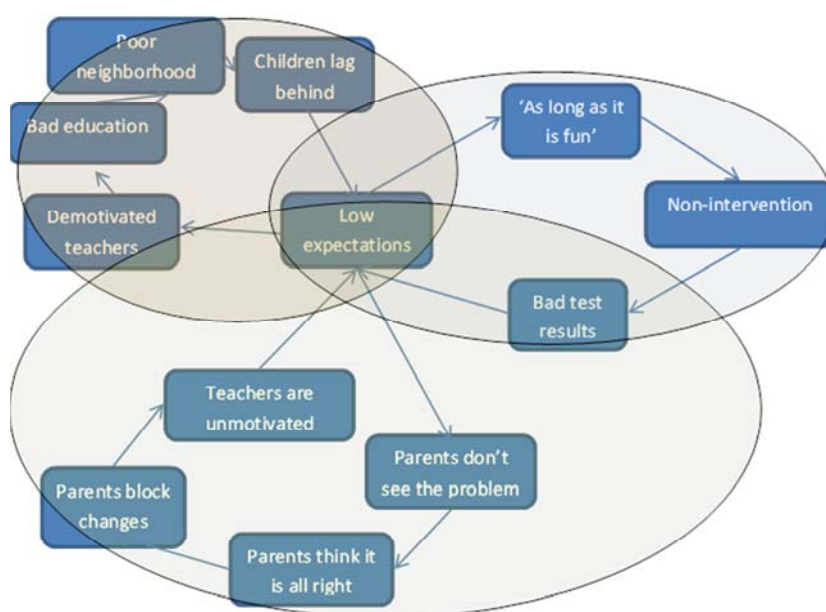 Poor
neighborhood
Children lag
behind
Bad education
Demotivated
teachers
Low
expectations
‘As long as it
is fun’
Non-intervention
Bad test
results
Teachers are
unmotivated
Parents don’t
see the problem
Parents block
changes
Parents think it
is all right